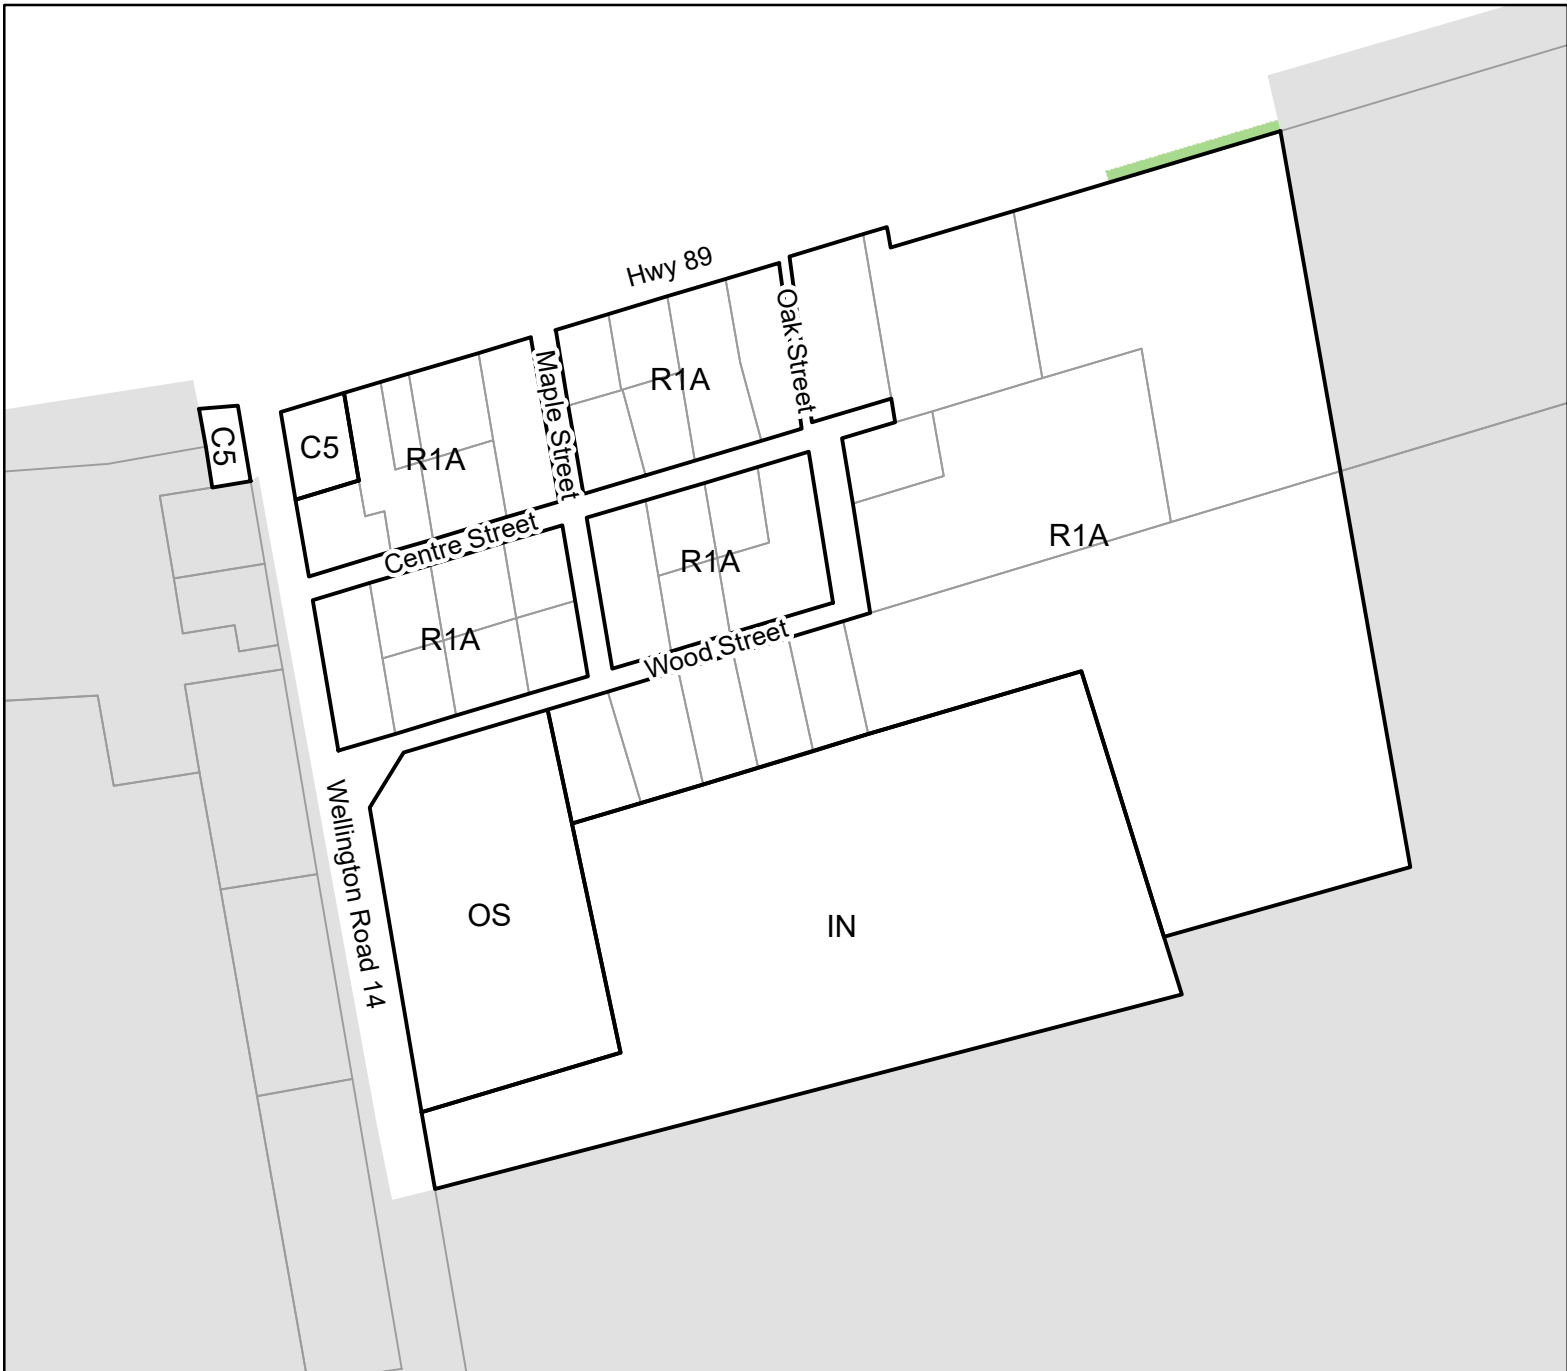 Hwy 89
Oak Street
Maple Street
R1A
C5
C5
R1A
Centre Street
R1A
R1A
R1A
Wood Street
Wellington Road 14
OS
IN